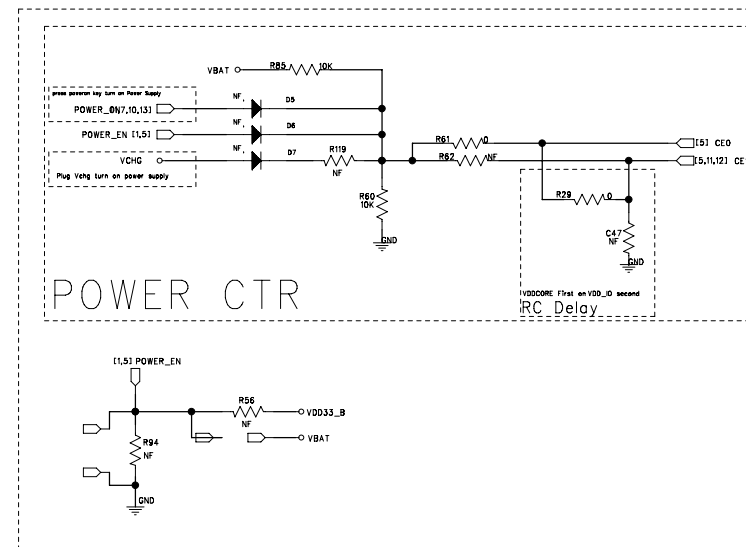 VBAT
R85
10K
press poweron key turn on Power Supply
POWER_ON7,10,13]
NF,
D5
POWER_EN [1,5]
NF,
D6
VCHG
NF,
D7
R119
NF
Plug Vchg turn on power supply
R61
0
[5] CE0
R62
NF
[5,11,12] CE
R60
10K
GND
R29
0
C47
NF
GND
VDDCORE First on VDD_IO second
RC Delay
POWER CTR
[1,5] POWER_EN
R56
NF
VDD33_B
VBAT
R94
NF
GND